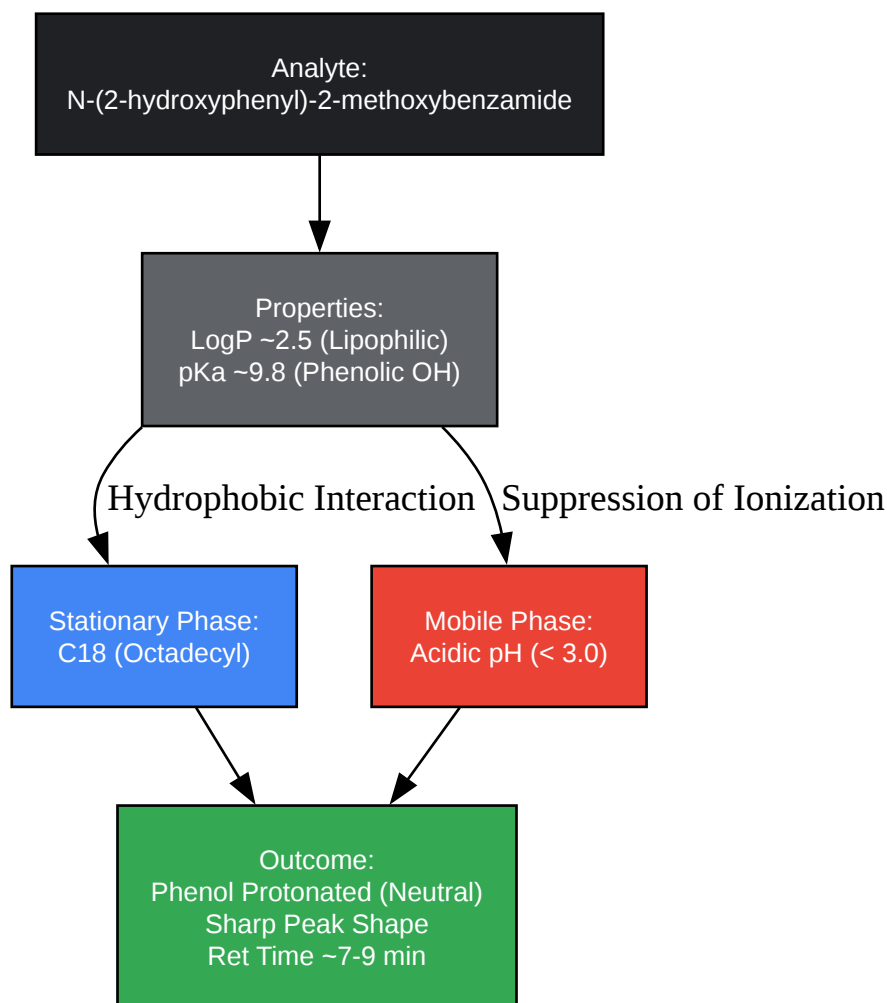 Analyte:
N-(2-hydroxyphenyl)-2-methoxybenzamide
Properties:
LogP ~2.5 (Lipophilic)
pKa ~9.8 (Phenolic OH)
Hydrophobic Interaction
Suppression of Ionization
Stationary Phase:
C18 (Octadecyl)
Mobile Phase:
Acidic pH (< 3.0)
Outcome:
Phenol Protonated (Neutral)
Sharp Peak Shape
Ret Time ~7-9 min